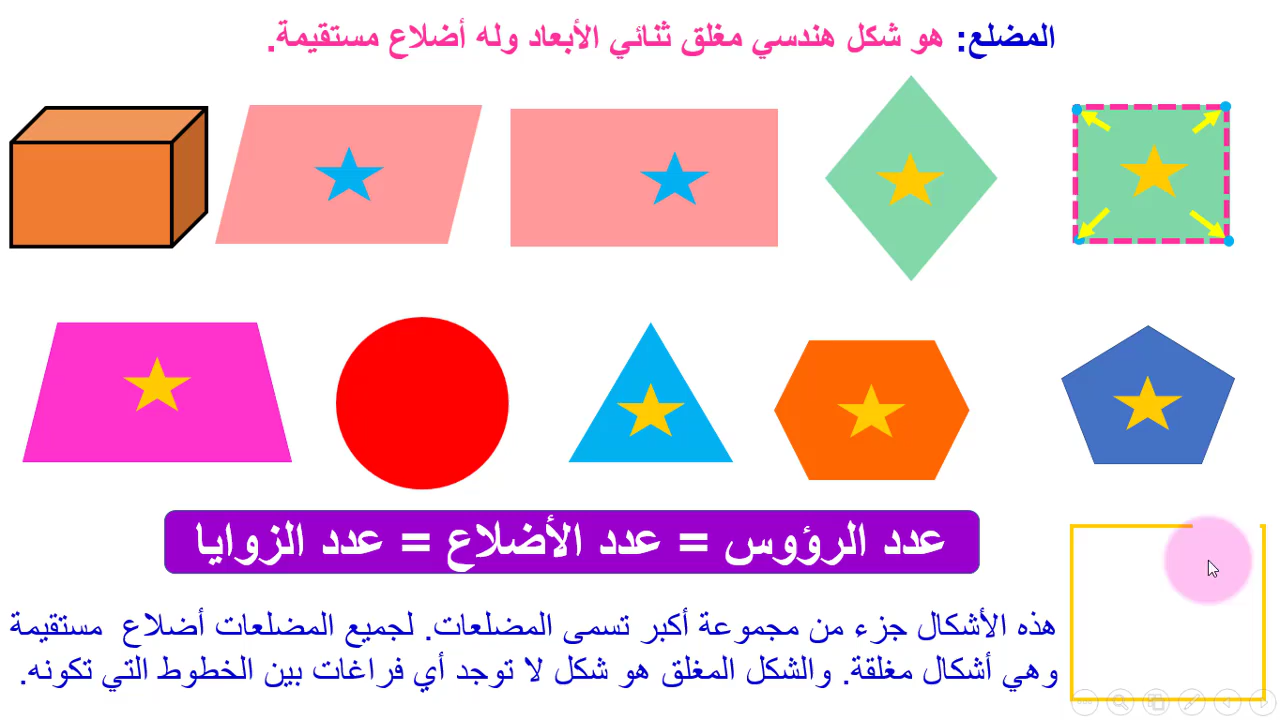 المضلع: هو شكل هندسي مغلق ثنائي الأبعاد وله أضلاع مستقيمة.
عدد الرؤوس = عدد الأضلاع = عدد الزوايا
هذه الأشكال جزء من مجموعة أكبر تسمى المضلعات. لجميع المضلعات أضلاع مستقيمة
وهي أشكال مغلقة. والشكل المغلق هو شكل لا توجد أي فراغات بين الخطوط التي تكونه.